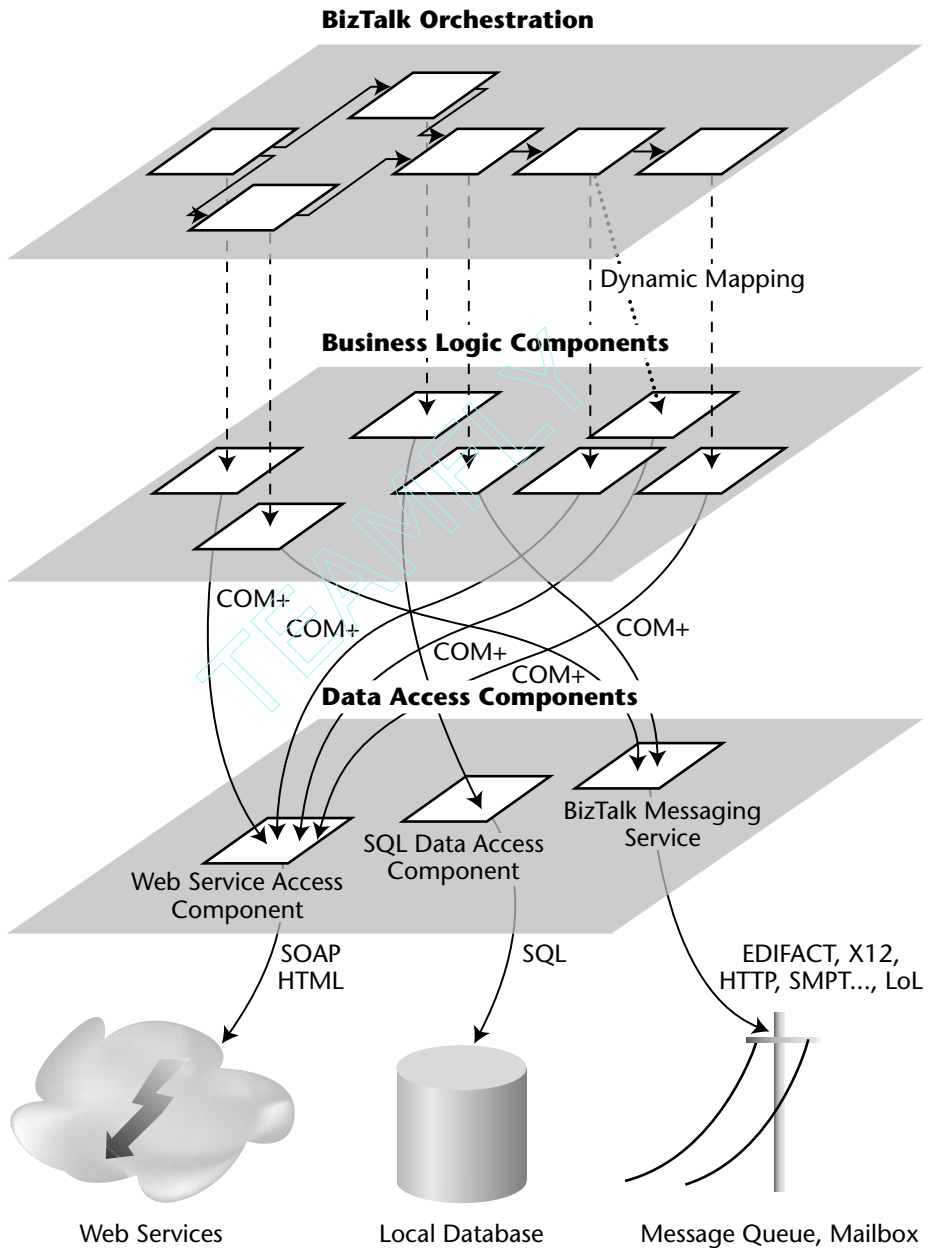 BizTalk Orchestration
Dynamic Mapping
Business Logic Components
TEAMFLY
COM+
COM+
COM+
COM+
COM+
Data Access Components
BizTalk Messaging
Service
SQL Data Access
Component
Web Service Access
Component
SOAP
HTML
SQL
EDIFACT, X12,
HTTP, SMPT..., LoL
Web Services
Local Database
Message Queue, Mailbox